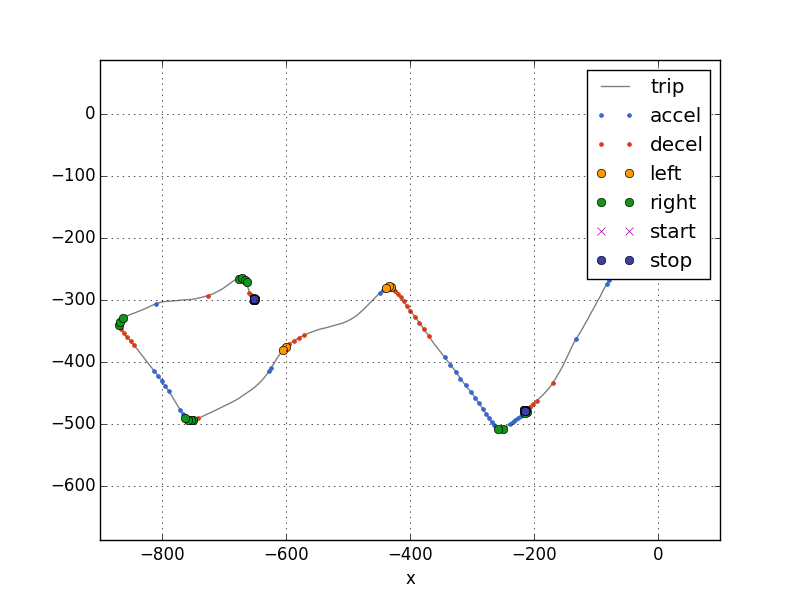 0
−100
−200
−300
−400
−500
−600
−800
−600
−400
−200
0
x
trip
accel
decel
left
right
start
stop